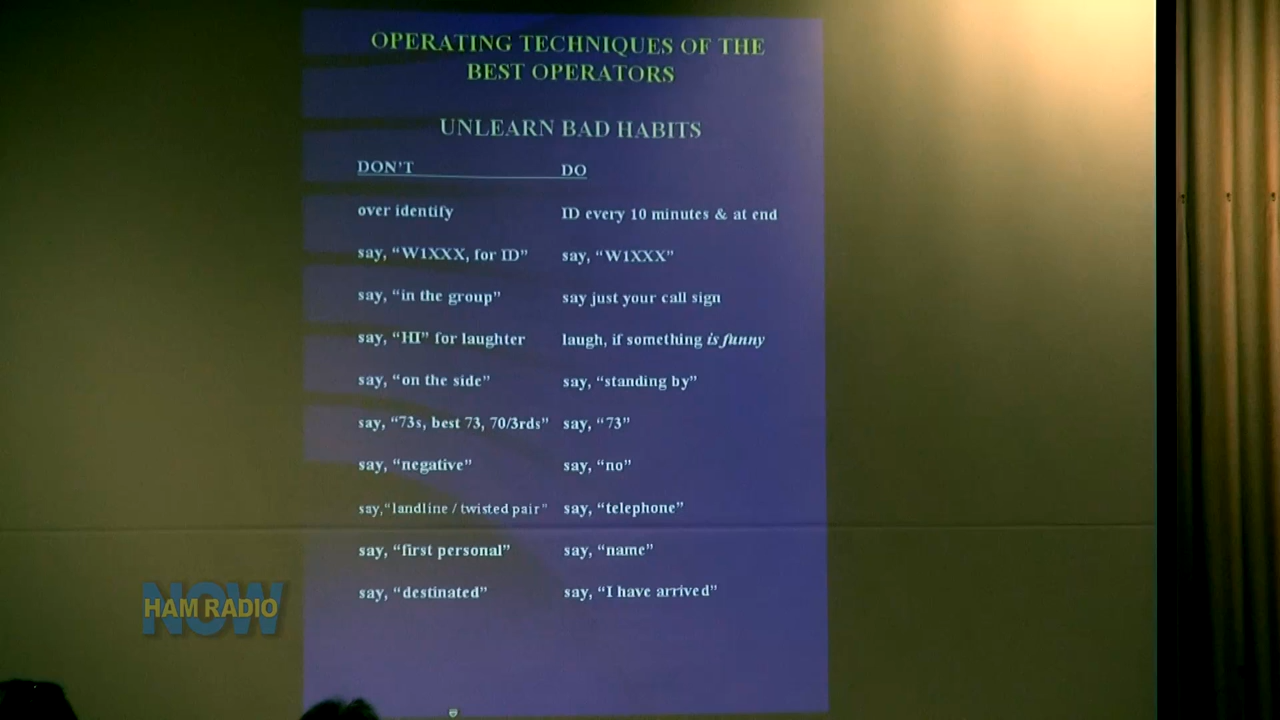 OPERATING TECHNIQUES OF THE
BEST OPERATORS
UNLEARN BAD HABITS
DON'T DO
over identify ID every 10 minutes & at end
say, “W1XXX, for ID” say, “W1XXX”
say, “in the group” say just your call sign
say, “HI” for laughter laugh, if something is funny
say, “on the side” say, “standing by”
say, “73s, best 73, 70/3rds” say, “73”
say, “negative” say, “no”
say,“landline / twisted pair” say, “telephone”
say, “first personal” say, “name”
say, “destinated” say, “I have arrived”
NOW
HAM RADIO